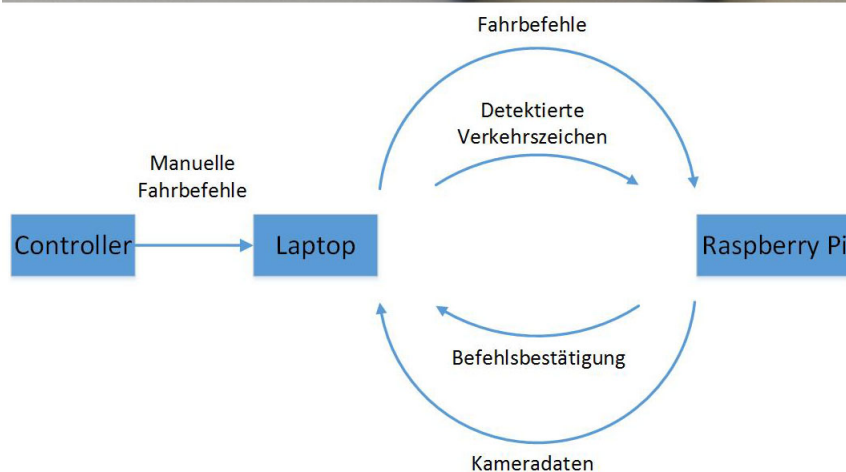 Fahrbefehle
Detektierte
Verkehrszeichen
Manuelle
Fahrbefehle
Controller
Laptop
Raspberry Pi
Befehlsbestätigung
Kameradaten